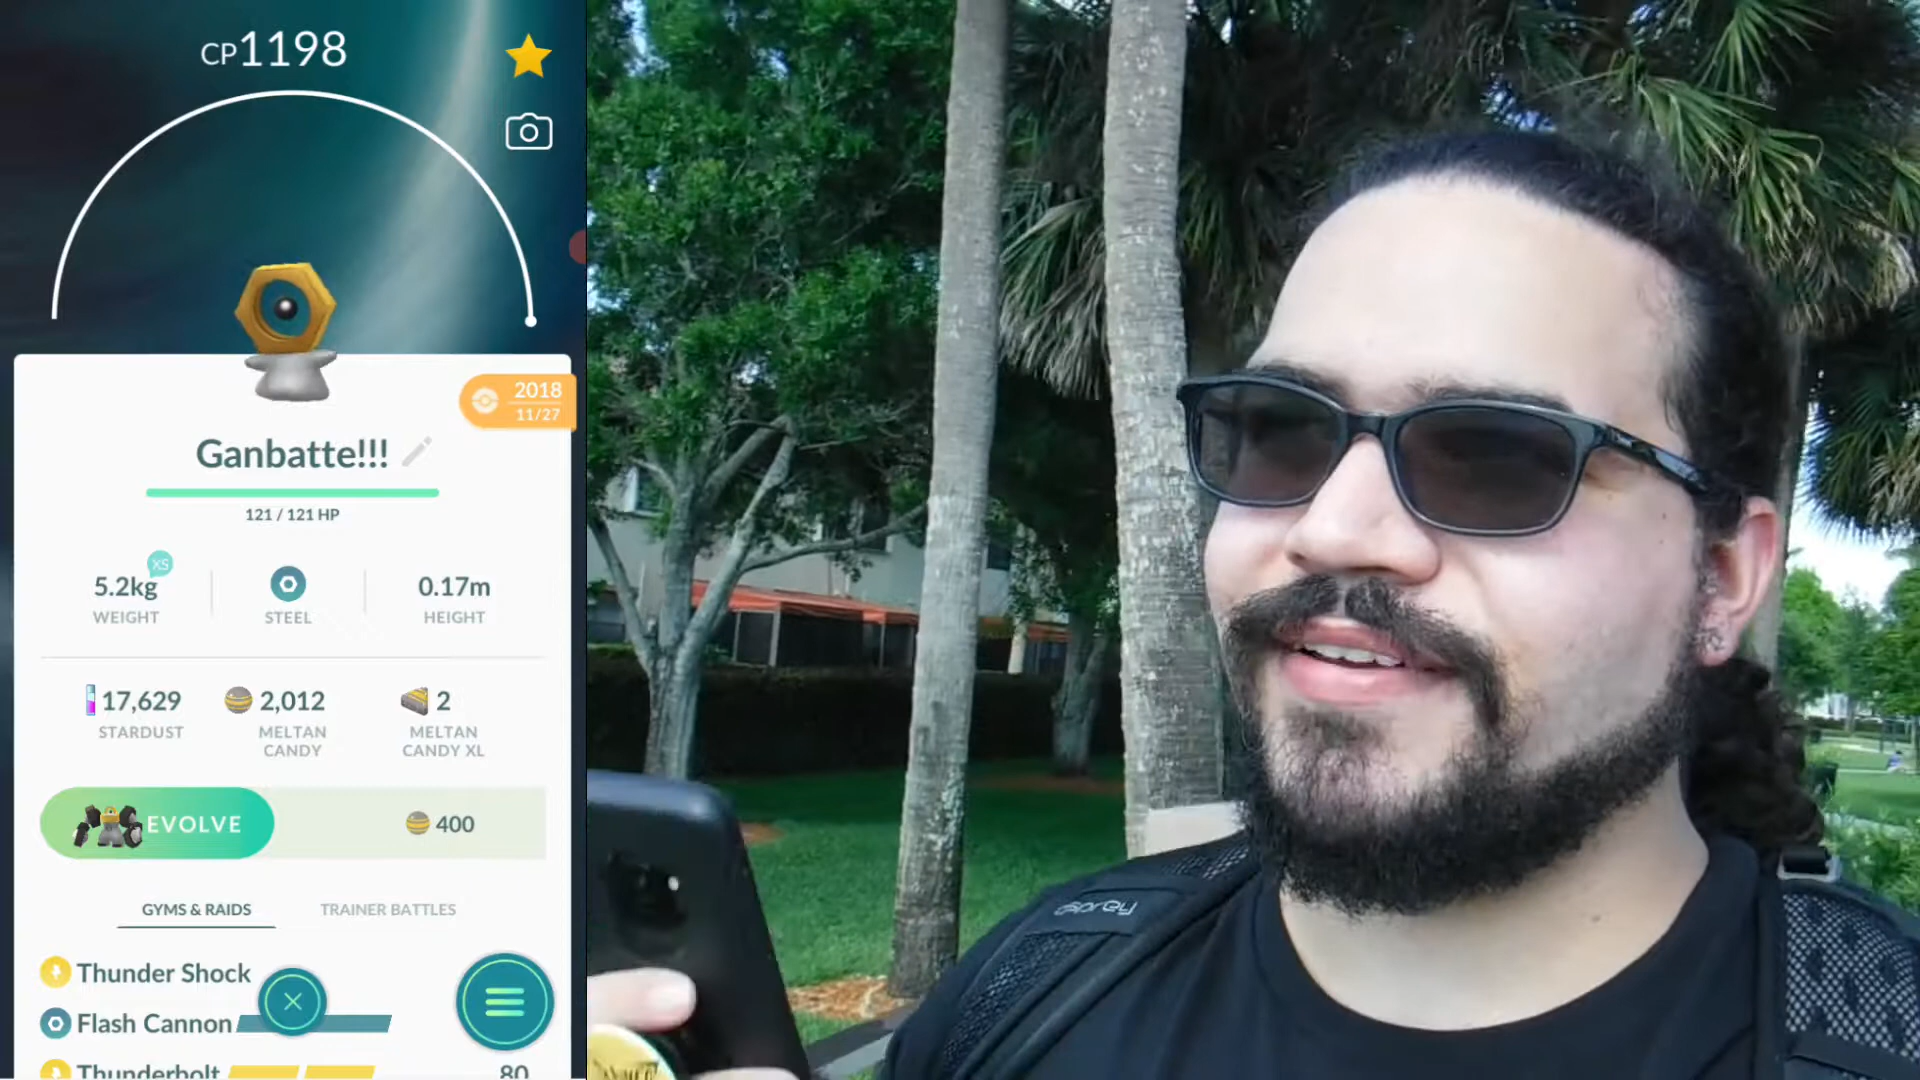 CP1198
2018
11/27
Ganbatte!!!
121 / 121 HP
XS
5.2kg
WEIGHT
STEEL
0.17m
HEIGHT
17,629
STARDUST
2,012
MELTAN
CANDY
2
MELTAN
CANDY XL
EVOLVE
400
GYMS & RAIDS
TRAINER BATTLES
Thunder Shock
Flash Cannon
Thunderbolt
80
osprey